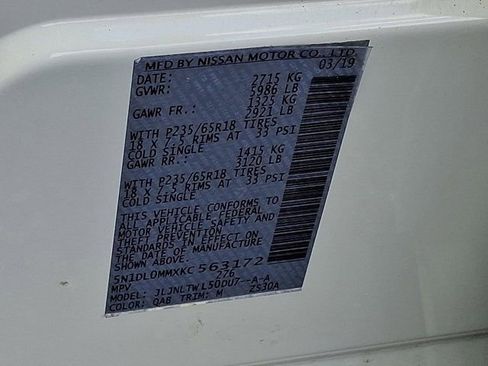 MFD BY NISSAN MOTOR CO., LTD.
DATE: 03/19
GVWR: 2715 KG
5986 LB
GAWR FR.: 1325 KG
2921 LB
WITH P235/65R18 TIRES
18 X 7.5 RIMS AT 33 PSI
COLD SINGLE
GAWR RR.: 1415 KG
3120 LB
WITH P235/65R18 TIRES
18 X 7.5 RIMS AT 33 PSI
COLD SINGLE
THIS VEHICLE CONFORMS TO
ALL APPLICABLE FEDERAL
MOTOR VEHICLE SAFETY AND
THEFT PREVENTION
STANDARDS IN EFFECT ON
THE DATE OF MANUFACTURE
SHOWN ABOVE.
5N1DL0MMXKC563172
MPV 276
MODEL: JLJNLTWL50DU7--A-A
COLOR: QAB TRIM: M ZS30A